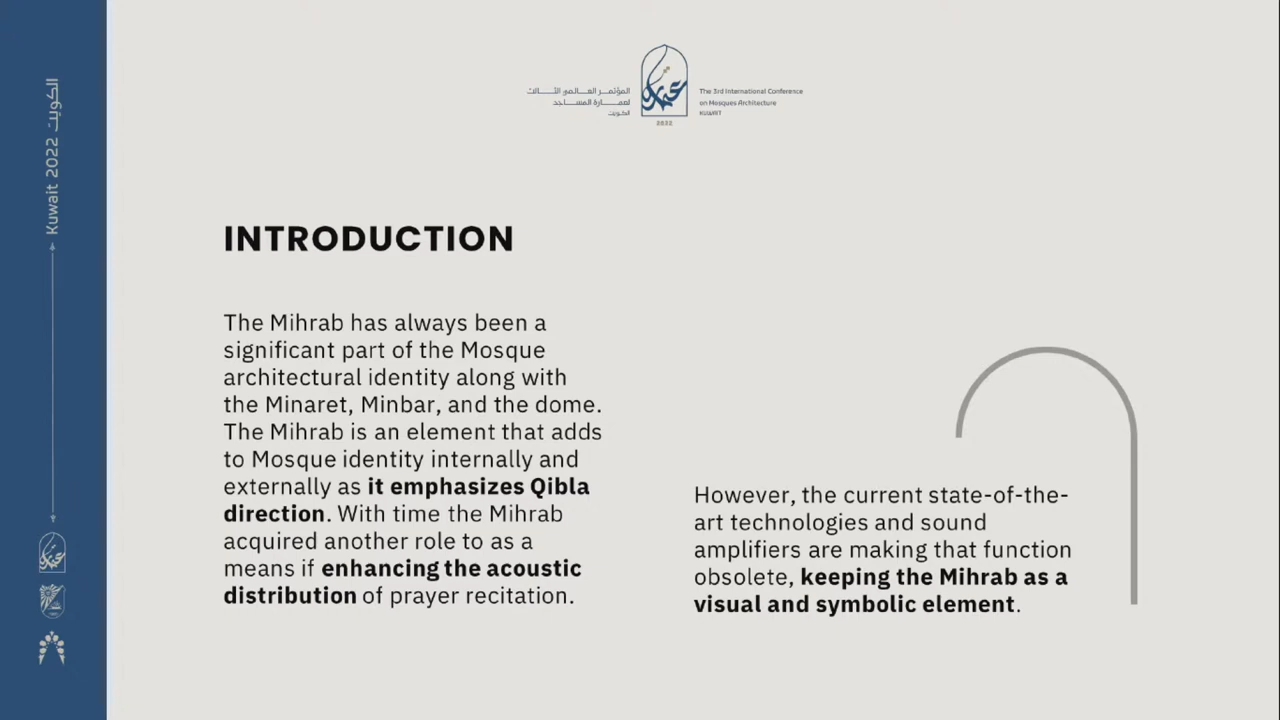 الكويت Kuwait 2022
المؤتمـر العـالمي الثـالث
لعمـارة المساجد
الكويت
The 3rd International Conference
on Mosques Architecture
KUWAIT
2022
INTRODUCTION
The Mihrab has always been a
significant part of the Mosque
architectural identity along with
the Minaret, Minbar, and the dome.
The Mihrab is an element that adds
to Mosque identity internally and
externally as it emphasizes Qibla
direction. With time the Mihrab
acquired another role to as a
means if enhancing the acoustic
distribution of prayer recitation.
However, the current state-of-the-
art technologies and sound
amplifiers are making that function
obsolete, keeping the Mihrab as a
visual and symbolic element.